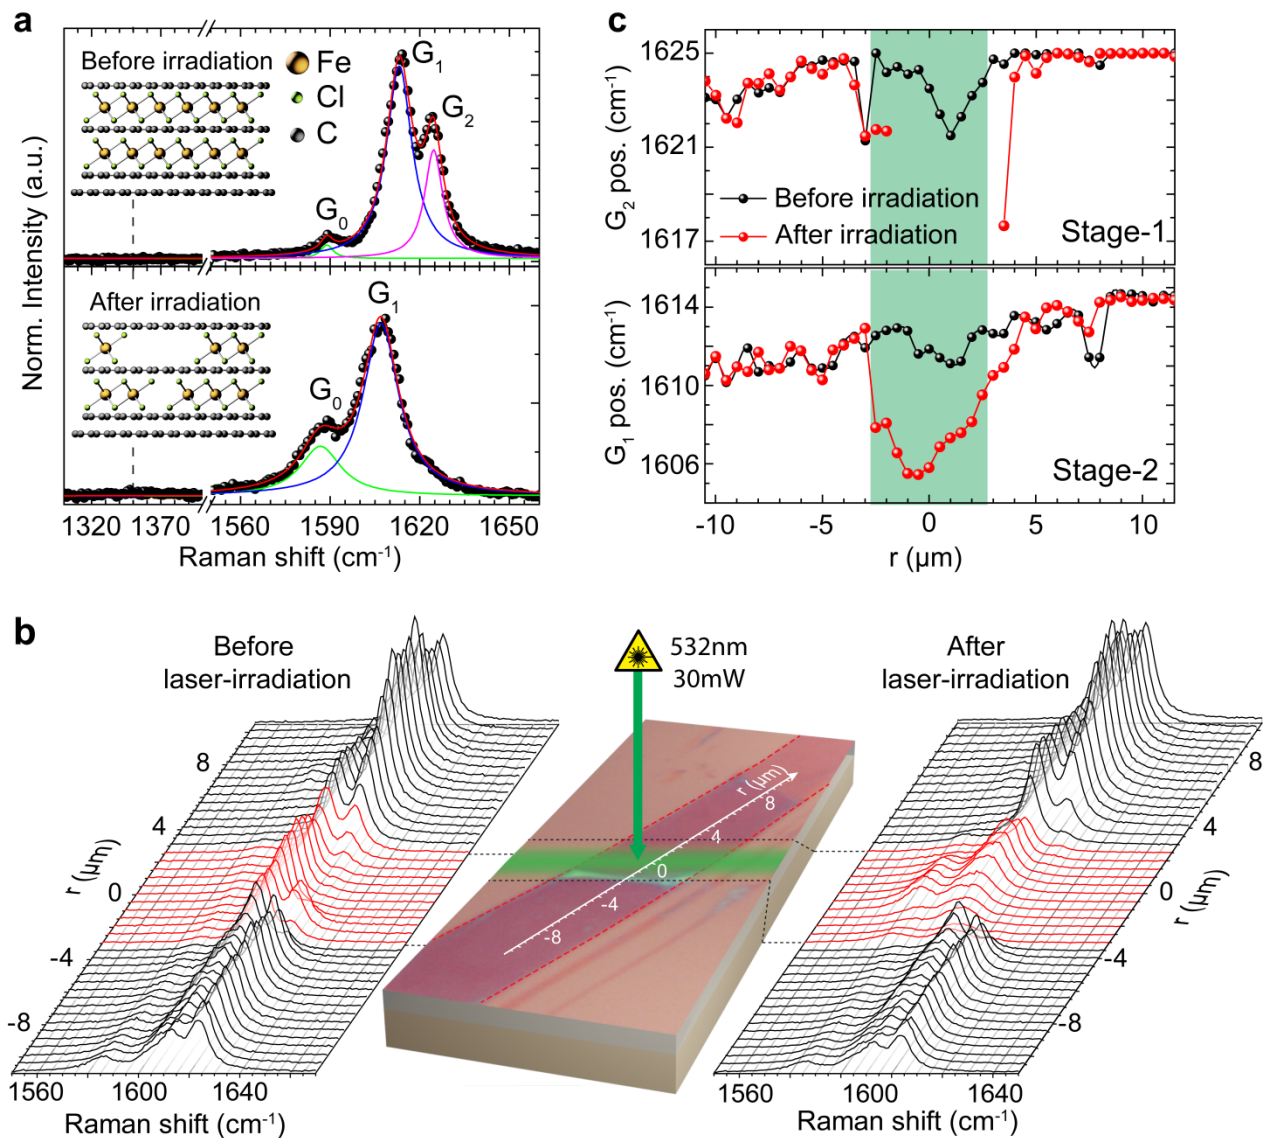 a
Before irradiation
Fe
Cl
C
G₁
G₂
G₀
Norm. Intensity (a.u.)
After irradiation
G₁
G₀
1320 1370 1560 1590 1620 1650
Raman shift (cm⁻¹)
c
1625
1621
1617
G₂ pos. (cm⁻¹)
Before irradiation
After irradiation
Stage-1
1614
1610
1606
G₁ pos. (cm⁻¹)
Stage-2
-10 -5 0 5 10
r (µm)
b
Before
laser-irradiation
532nm
30mW
After
laser-irradiation
8
4
0
-4
-8
r (µm)
1560 1600 1640
Raman shift (cm⁻¹)
r (µm)
8
4
0
-4
-8
8
4
0
-4
-8
r (µm)
1560 1600 1640
Raman shift (cm⁻¹)